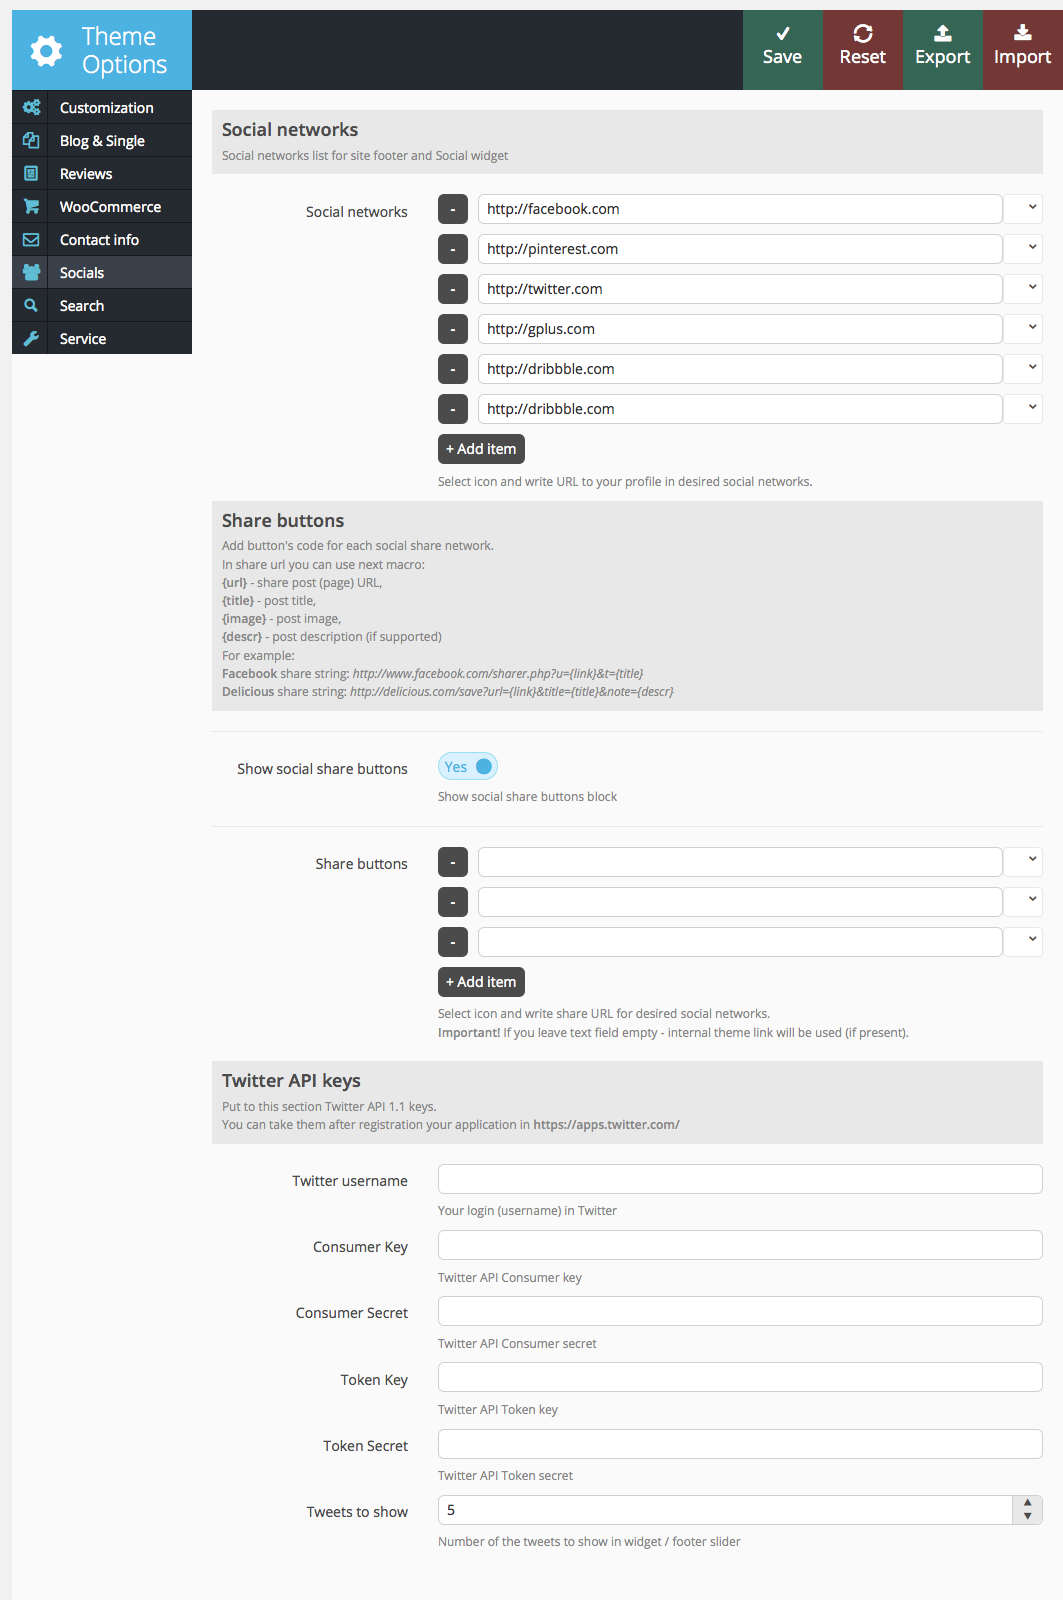 Theme
Options
Save
Reset
Export
Import
Customization
Blog & Single
Reviews
WooCommerce
Contact info
Socials
Search
Service
Social networks
Social networks list for site footer and Social widget
Social networks
- http://facebook.com
- http://pinterest.com
- http://twitter.com
- http://gplus.com
- http://dribbble.com
- http://dribbble.com
+ Add item
Select icon and write URL to your profile in desired social networks.
Share buttons
Add button's code for each social share network.
In share url you can use next macro:
{url} - share post (page) URL,
{title} - post title,
{image} - post image,
{descr} - post description (if supported)
For example:
Facebook share string: http://www.facebook.com/sharer.php?u={link}&t={title}
Delicious share string: http://delicious.com/save?url={link}&title={title}&note={descr}
Show social share buttons
Yes
Show social share buttons block
Share buttons
-
-
-
+ Add item
Select icon and write share URL for desired social networks.
Important! If you leave text field empty - internal theme link will be used (if present).
Twitter API keys
Put to this section Twitter API 1.1 keys.
You can take them after registration your application in https://apps.twitter.com/
Twitter username
Your login (username) in Twitter
Consumer Key
Twitter API Consumer key
Consumer Secret
Twitter API Consumer secret
Token Key
Twitter API Token key
Token Secret
Twitter API Token secret
Tweets to show
5
Number of the tweets to show in widget / footer slider